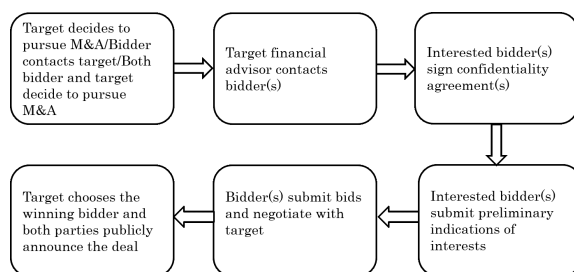 Target decides to
pursue M&A/Bidder
contacts target/Both
bidder and target
decide to pursue
M&A
Target financial
advisor contacts
bidder(s)
Interested bidder(s)
sign confidentiality
agreement(s)
Interested bidder(s)
submit preliminary
indications of
interests
Bidder(s) submit bids
and negotiate with
target
Target chooses the
winning bidder and
both parties publicly
announce the deal